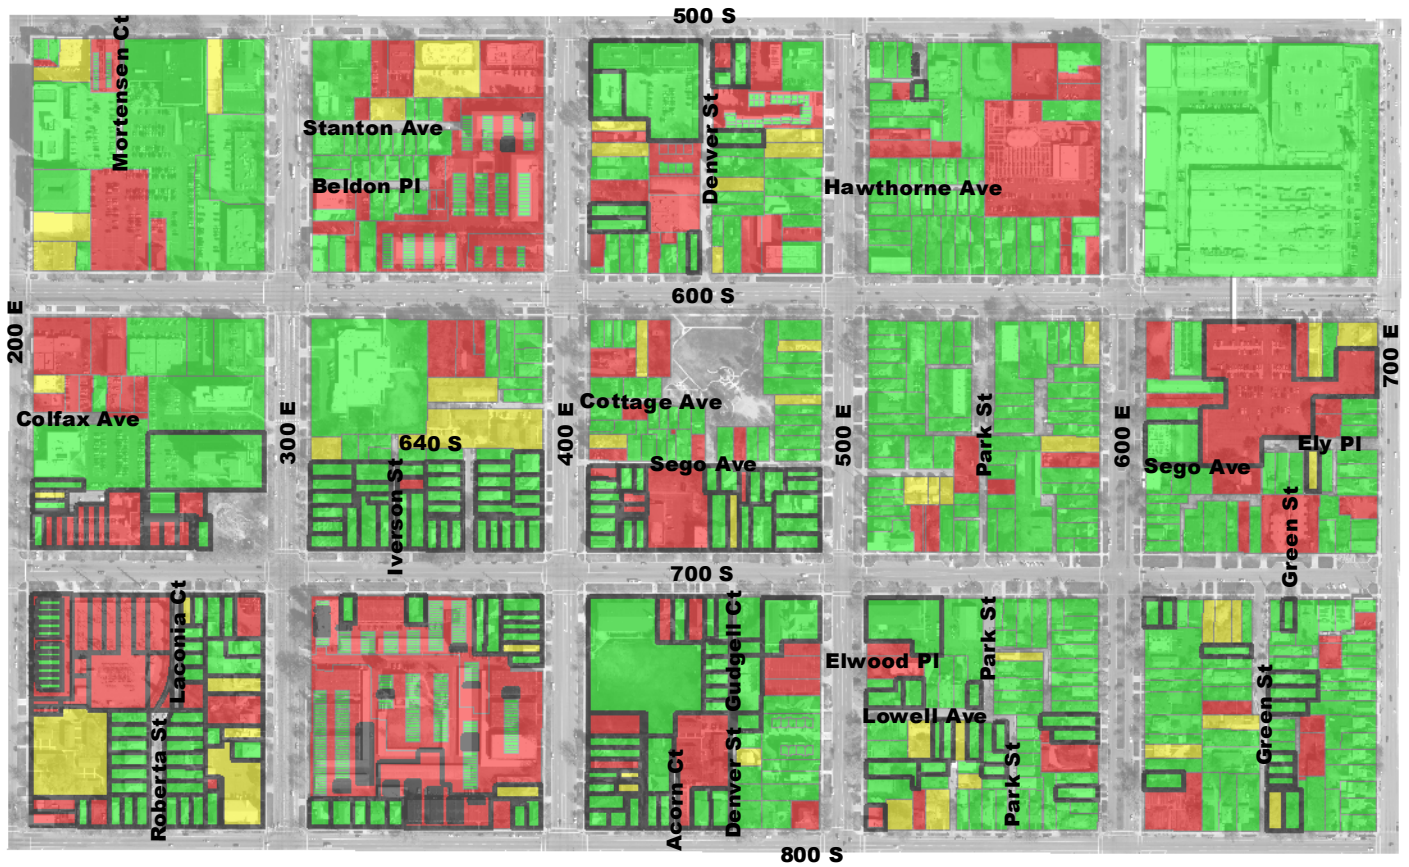 500 S
Mortensen Ct
Stanton Ave
Beldon Pl
Denver St
Hawthorne Ave
600 S
200 E
Colfax Ave
300 E
640 S
Iverson St
400 E
Cottage Ave
Sego Ave
500 E
Park St
600 E
Sego Ave
Ely Pl
700 E
Green St
700 S
Laconia Ct
Roberta St
Gudgell Ct
Acorn Ct
Denver St
Elwood Pl
Lowell Ave
Park St
Park St
Green St
800 S